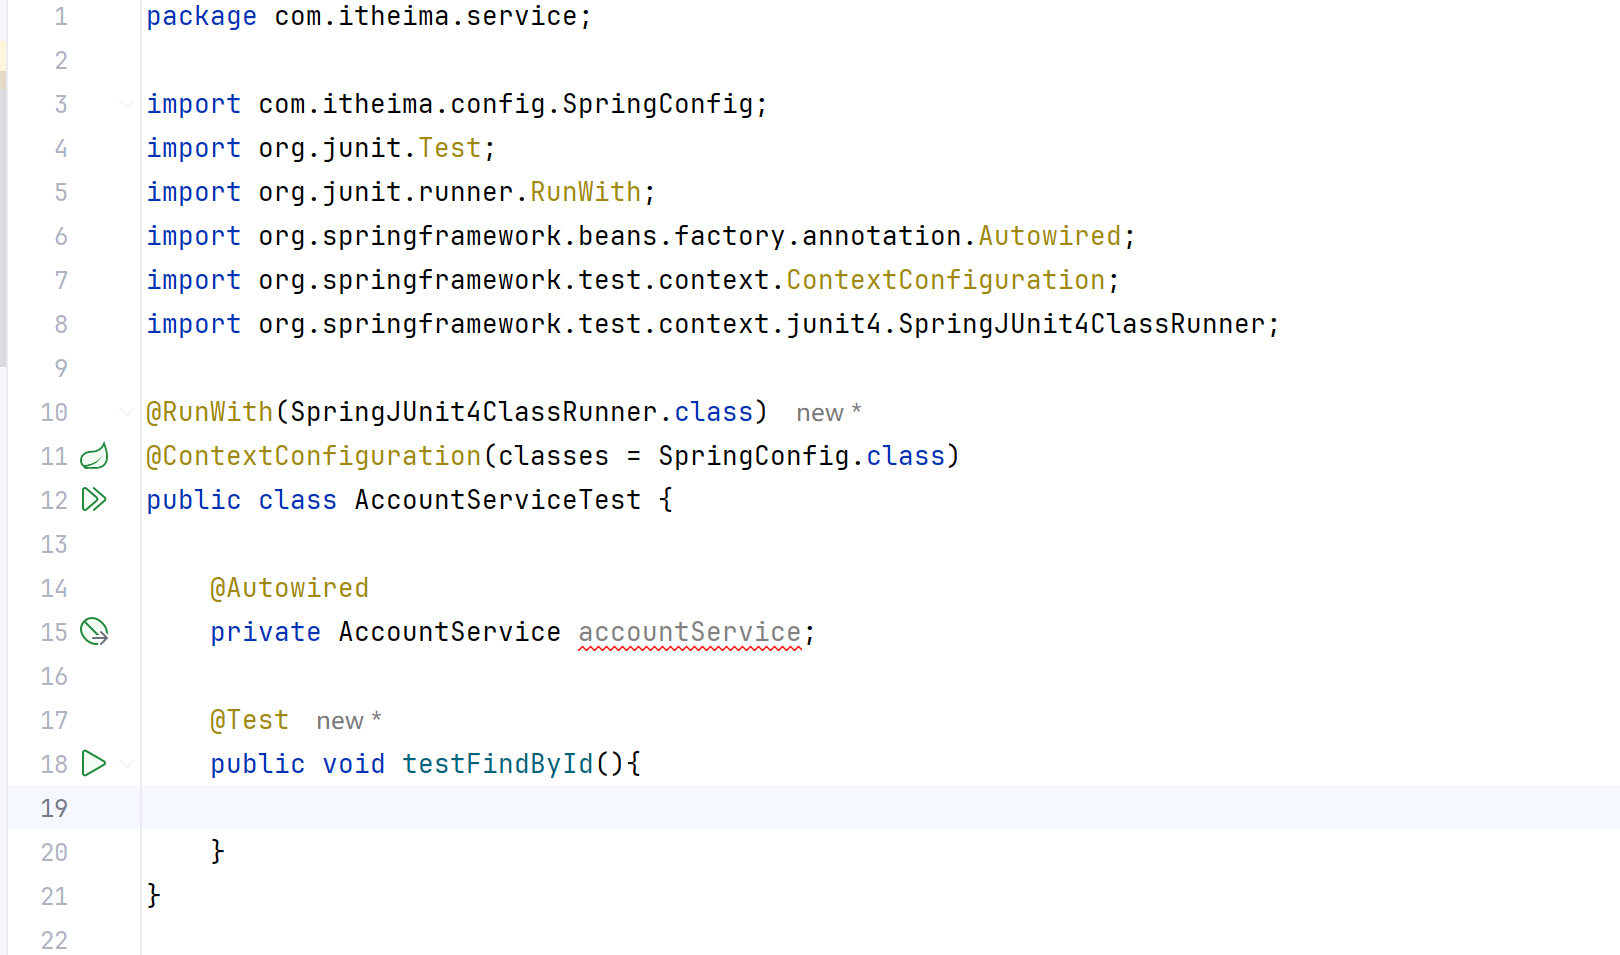 1 package com.itheima.service;
2
3 import com.itheima.config.SpringConfig;
4 import org.junit.Test;
5 import org.junit.runner.RunWith;
6 import org.springframework.beans.factory.annotation.Autowired;
7 import org.springframework.test.context.ContextConfiguration;
8 import org.springframework.test.context.junit4.SpringJUnit4ClassRunner;
9
10 @RunWith(SpringJUnit4ClassRunner.class) new *
11 @ContextConfiguration(classes = SpringConfig.class)
12 public class AccountServiceTest {
13
14     @Autowired
15     private AccountService accountService;
16
17     @Test new *
18     public void testFindById(){
19
20     }
21 }
22